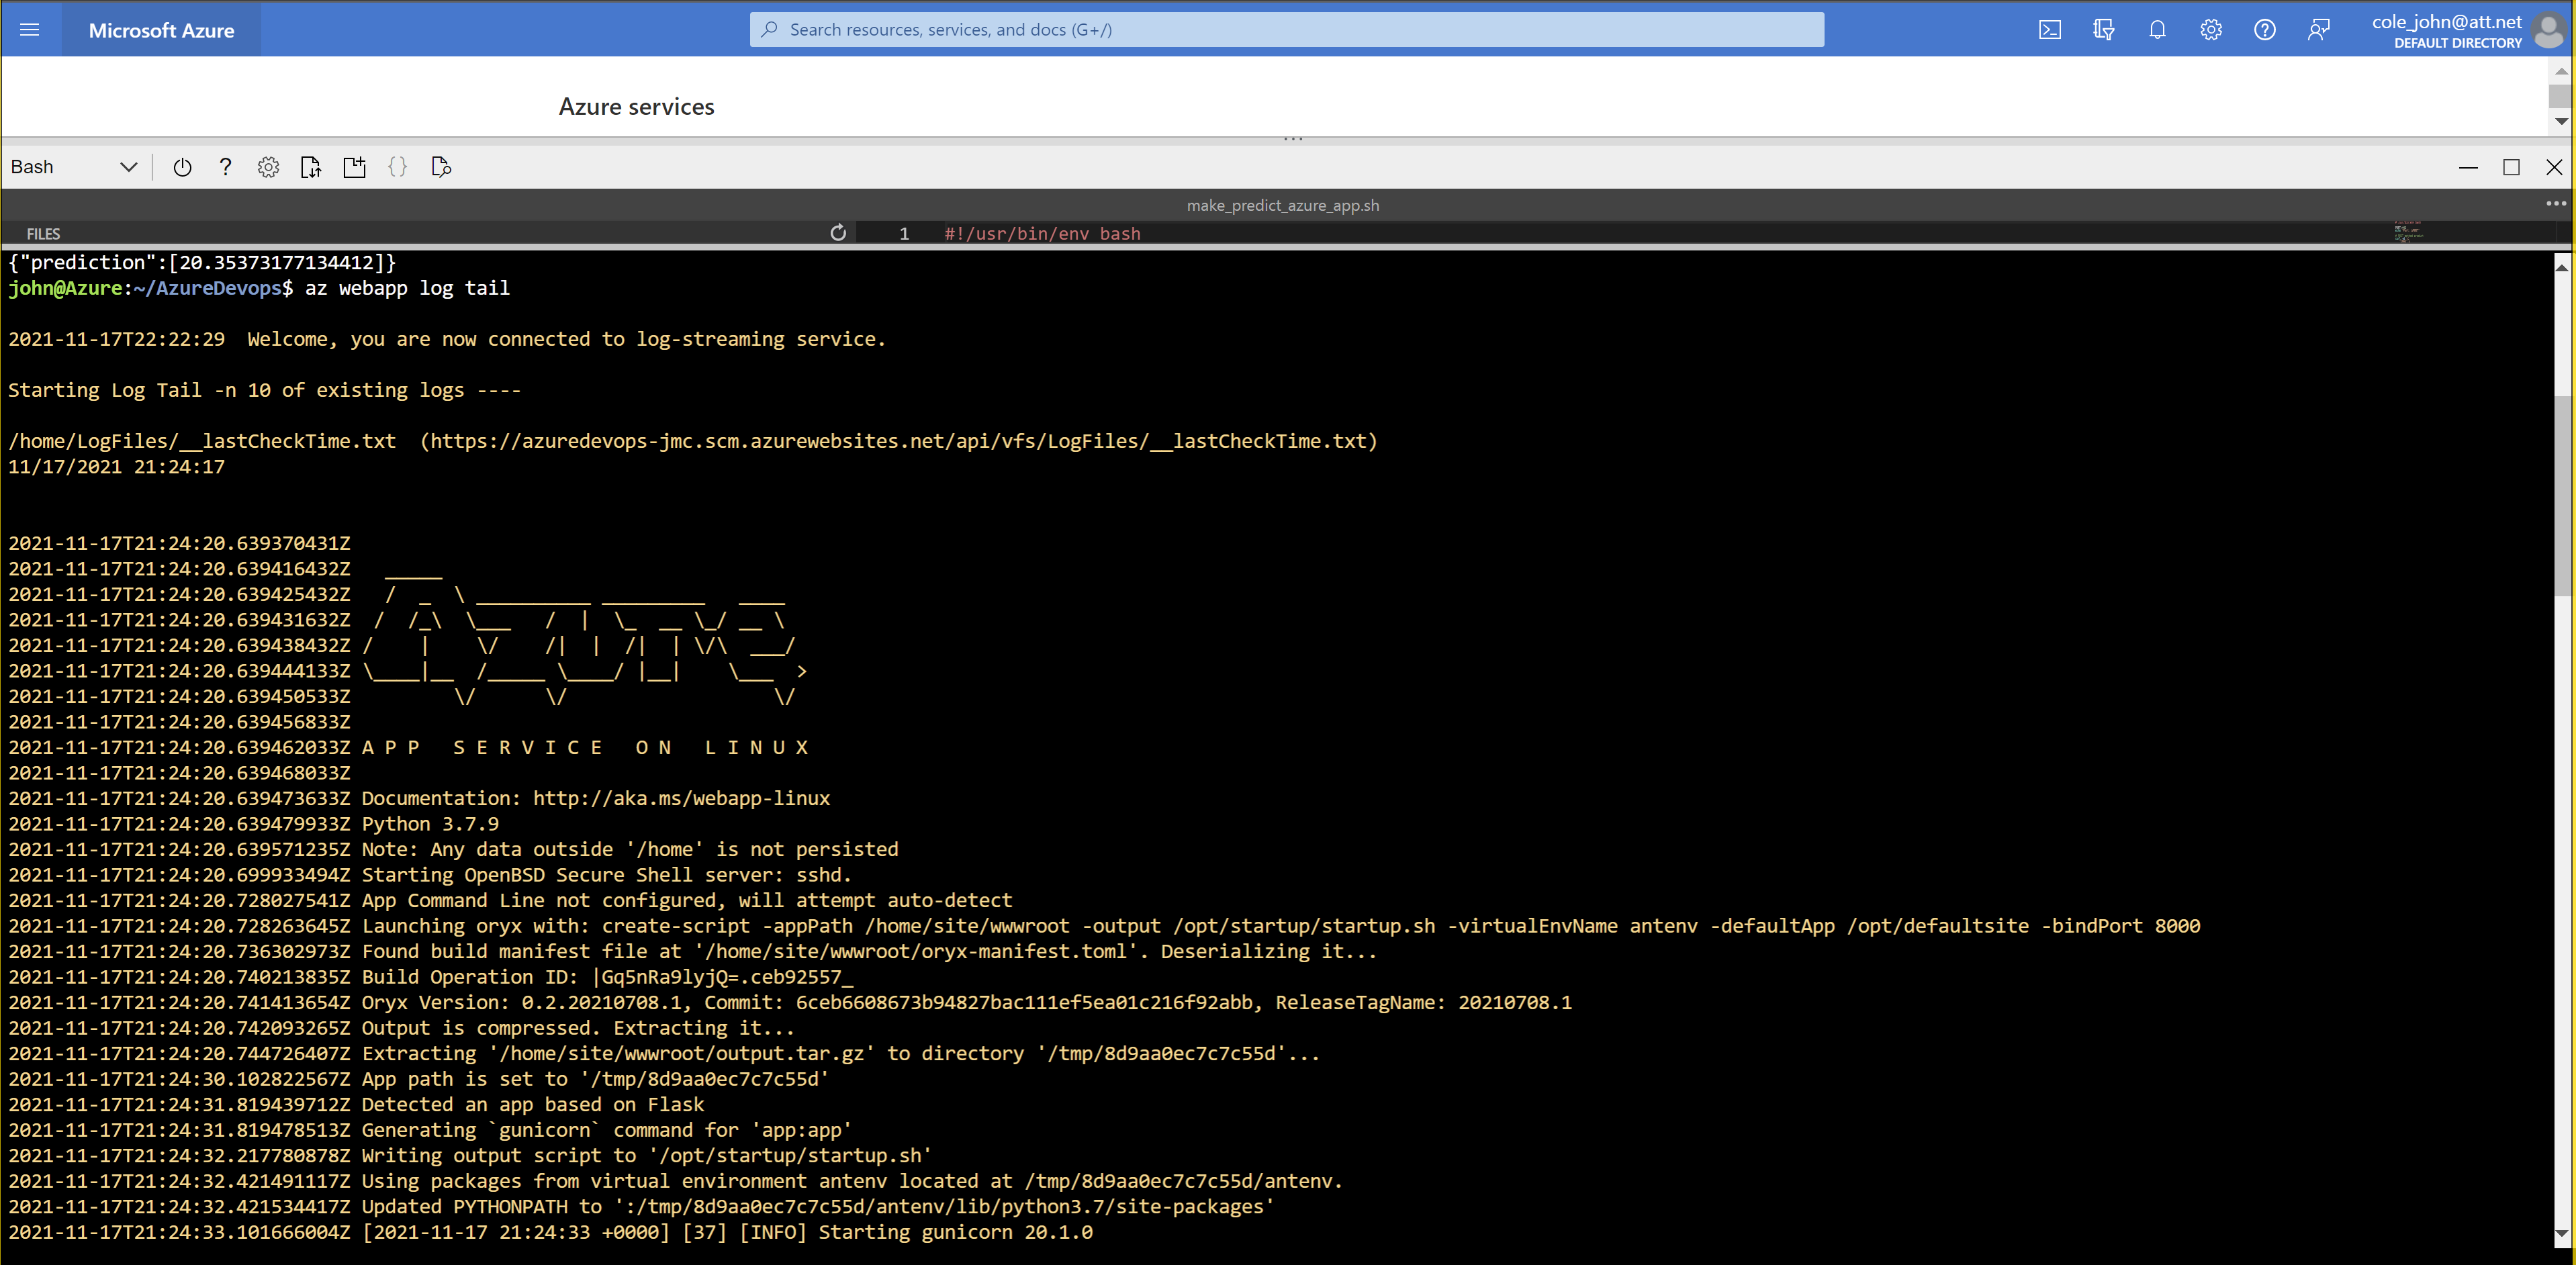 Microsoft Azure
Search resources, services, and docs (G+/)
cole_john@att.net
DEFAULT DIRECTORY
Azure services
Bash
make_predict_azure_app.sh
FILES
1 #!/usr/bin/env bash
{"prediction":[20.35373177134412]}
john@Azure:~/AzureDevops$ az webapp log tail
2021-11-17T22:22:29  Welcome, you are now connected to log-streaming service.
Starting Log Tail -n 10 of existing logs ----
/home/LogFiles/__lastCheckTime.txt  (https://azuredevops-jmc.scm.azurewebsites.net/api/vfs/LogFiles/__lastCheckTime.txt)
11/17/2021 21:24:17
2021-11-17T21:24:20.639370431Z
2021-11-17T21:24:20.639416432Z   _____
2021-11-17T21:24:20.639425432Z   /  _  \ __________ _________   ____
2021-11-17T21:24:20.639431632Z  /  /_\  \___   /  |  \_  __ \_/ __ \
2021-11-17T21:24:20.639438432Z /    |    \/    /|  |  /|  | \/\  ___/
2021-11-17T21:24:20.639444133Z \____|__  /_____ \____/ |__|    \___  >
2021-11-17T21:24:20.639450533Z         \/      \/                  \/
2021-11-17T21:24:20.639456833Z
2021-11-17T21:24:20.639462033Z A P P   S E R V I C E   O N   L I N U X
2021-11-17T21:24:20.639468033Z
2021-11-17T21:24:20.639473633Z Documentation: http://aka.ms/webapp-linux
2021-11-17T21:24:20.639479933Z Python 3.7.9
2021-11-17T21:24:20.639571235Z Note: Any data outside '/home' is not persisted
2021-11-17T21:24:20.699933494Z Starting OpenBSD Secure Shell server: sshd.
2021-11-17T21:24:20.728027541Z App Command Line not configured, will attempt auto-detect
2021-11-17T21:24:20.728263645Z Launching oryx with: create-script -appPath /home/site/wwwroot -output /opt/startup/startup.sh -virtualEnvName antenv -defaultApp /opt/defaultsite -bindPort 8000
2021-11-17T21:24:20.736302973Z Found build manifest file at '/home/site/wwwroot/oryx-manifest.toml'. Deserializing it...
2021-11-17T21:24:20.740213835Z Build Operation ID: |Gq5nRa9lyjQ=.ceb92557_
2021-11-17T21:24:20.741413654Z Oryx Version: 0.2.20210708.1, Commit: 6ceb6608673b94827bac111ef5ea01c216f92abb, ReleaseTagName: 20210708.1
2021-11-17T21:24:20.742093265Z Output is compressed. Extracting it...
2021-11-17T21:24:20.744726407Z Extracting '/home/site/wwwroot/output.tar.gz' to directory '/tmp/8d9aa0ec7c7c55d'...
2021-11-17T21:24:30.102822567Z App path is set to '/tmp/8d9aa0ec7c7c55d'
2021-11-17T21:24:31.819439712Z Detected an app based on Flask
2021-11-17T21:24:31.819478513Z Generating `gunicorn` command for 'app:app'
2021-11-17T21:24:32.217780878Z Writing output script to '/opt/startup/startup.sh'
2021-11-17T21:24:32.421491117Z Using packages from virtual environment antenv located at /tmp/8d9aa0ec7c7c55d/antenv.
2021-11-17T21:24:32.421534417Z Updated PYTHONPATH to ':/tmp/8d9aa0ec7c7c55d/antenv/lib/python3.7/site-packages'
2021-11-17T21:24:33.101666004Z [2021-11-17 21:24:33 +0000] [37] [INFO] Starting gunicorn 20.1.0